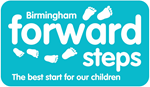 Birmingham
forward
steps
The best start for our children